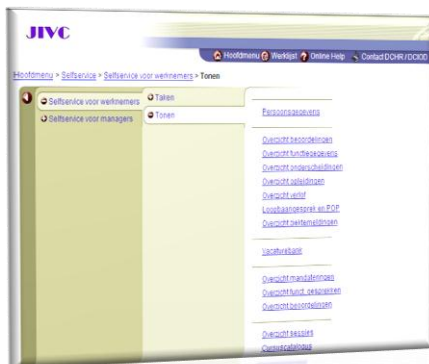 JIVC
Hoofdmenu Werklijst Online Help Contact DCHR / DCIOD
Hoofdmenu > Selfservice > Selfservice voor werknemers > Tonen
Selfservice voor werknemers
Selfservice voor managers
Taken
Tonen
Persoonsgegevens
Overzicht beoordelingen
Overzicht functiegegevens
Overzicht onderscheidingen
Overzicht opleidingen
Overzicht verlof
Loopbaangesprek en POP
Overzicht ziektemeldingen
Vacaturebank
Overzicht mandateringen
Overzicht funct. gesprekken
Overzicht beoordelingen
Overzicht sessies
Cursuscatalogus